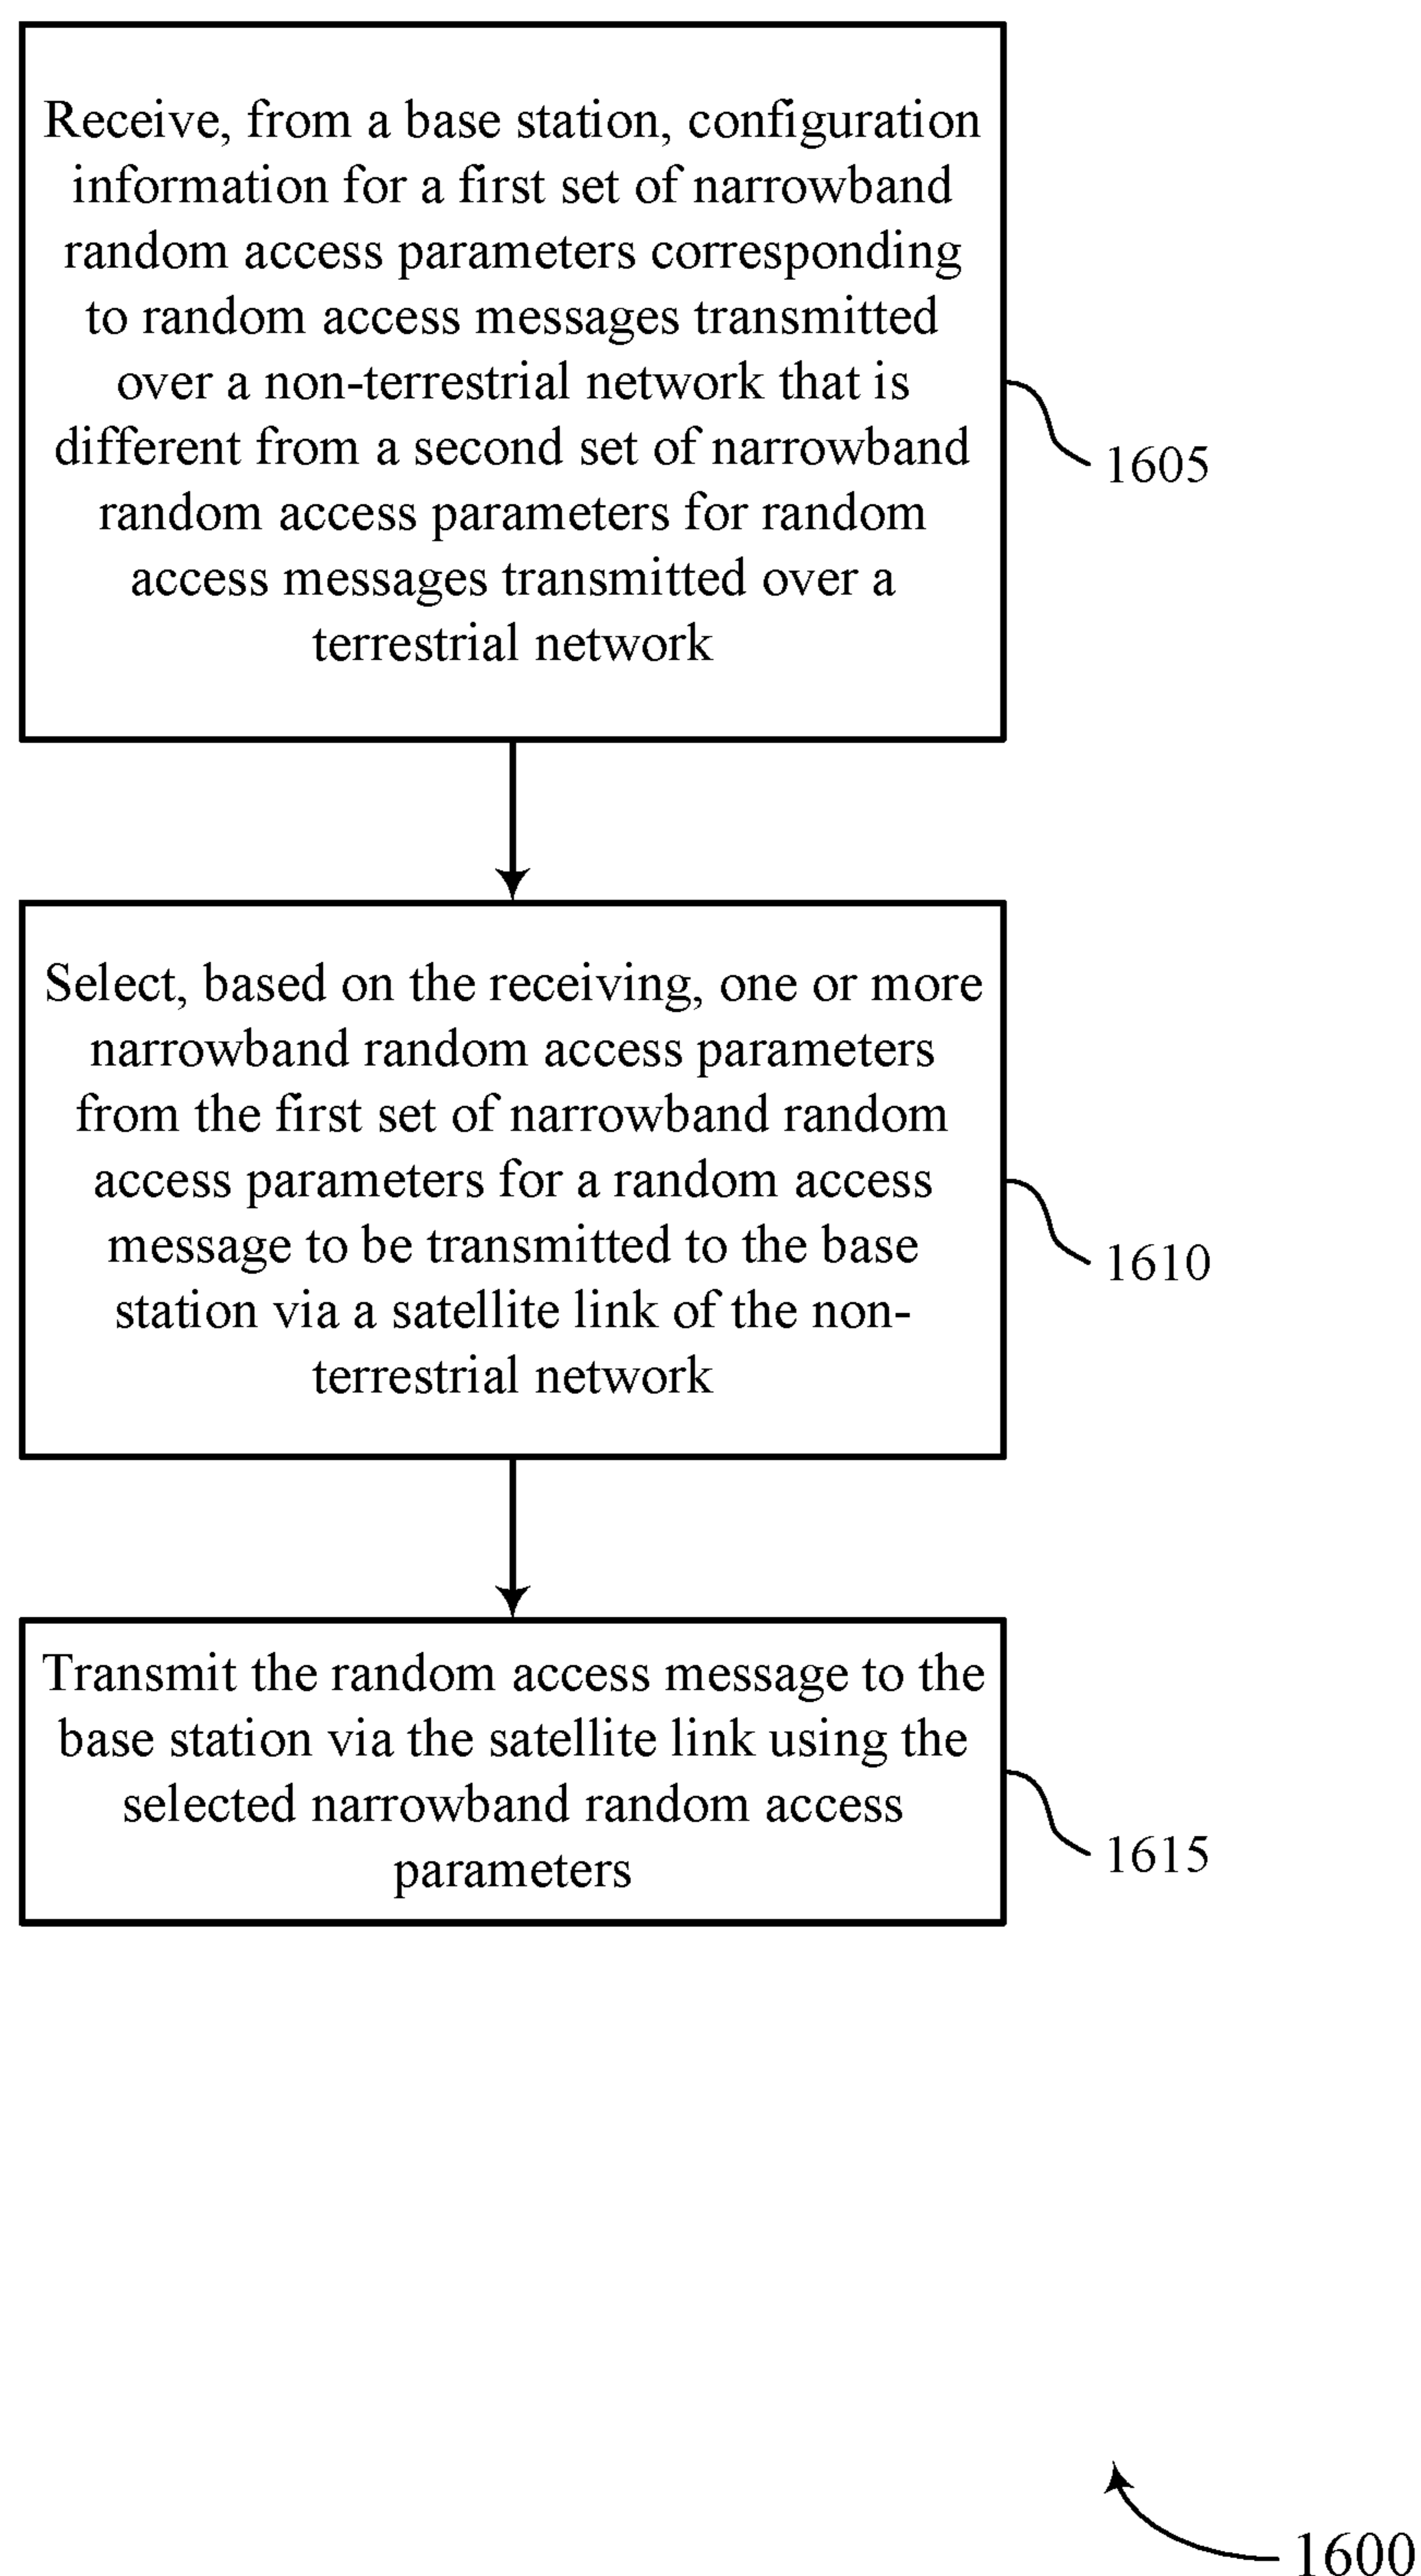 Receive, from a base station, configuration
information for a first set of narrowband
random access parameters corresponding
to random access messages transmitted
over a non-terrestrial network that is
different from a second set of narrowband
random access parameters for random
access messages transmitted over a
terrestrial network
1605
Select, based on the receiving, one or more
narrowband random access parameters
from the first set of narrowband random
access parameters for a random access
message to be transmitted to the base
station via a satellite link of the non-
terrestrial network
1610
Transmit the random access message to the
base station via the satellite link using the
selected narrowband random access
parameters
1615
1600